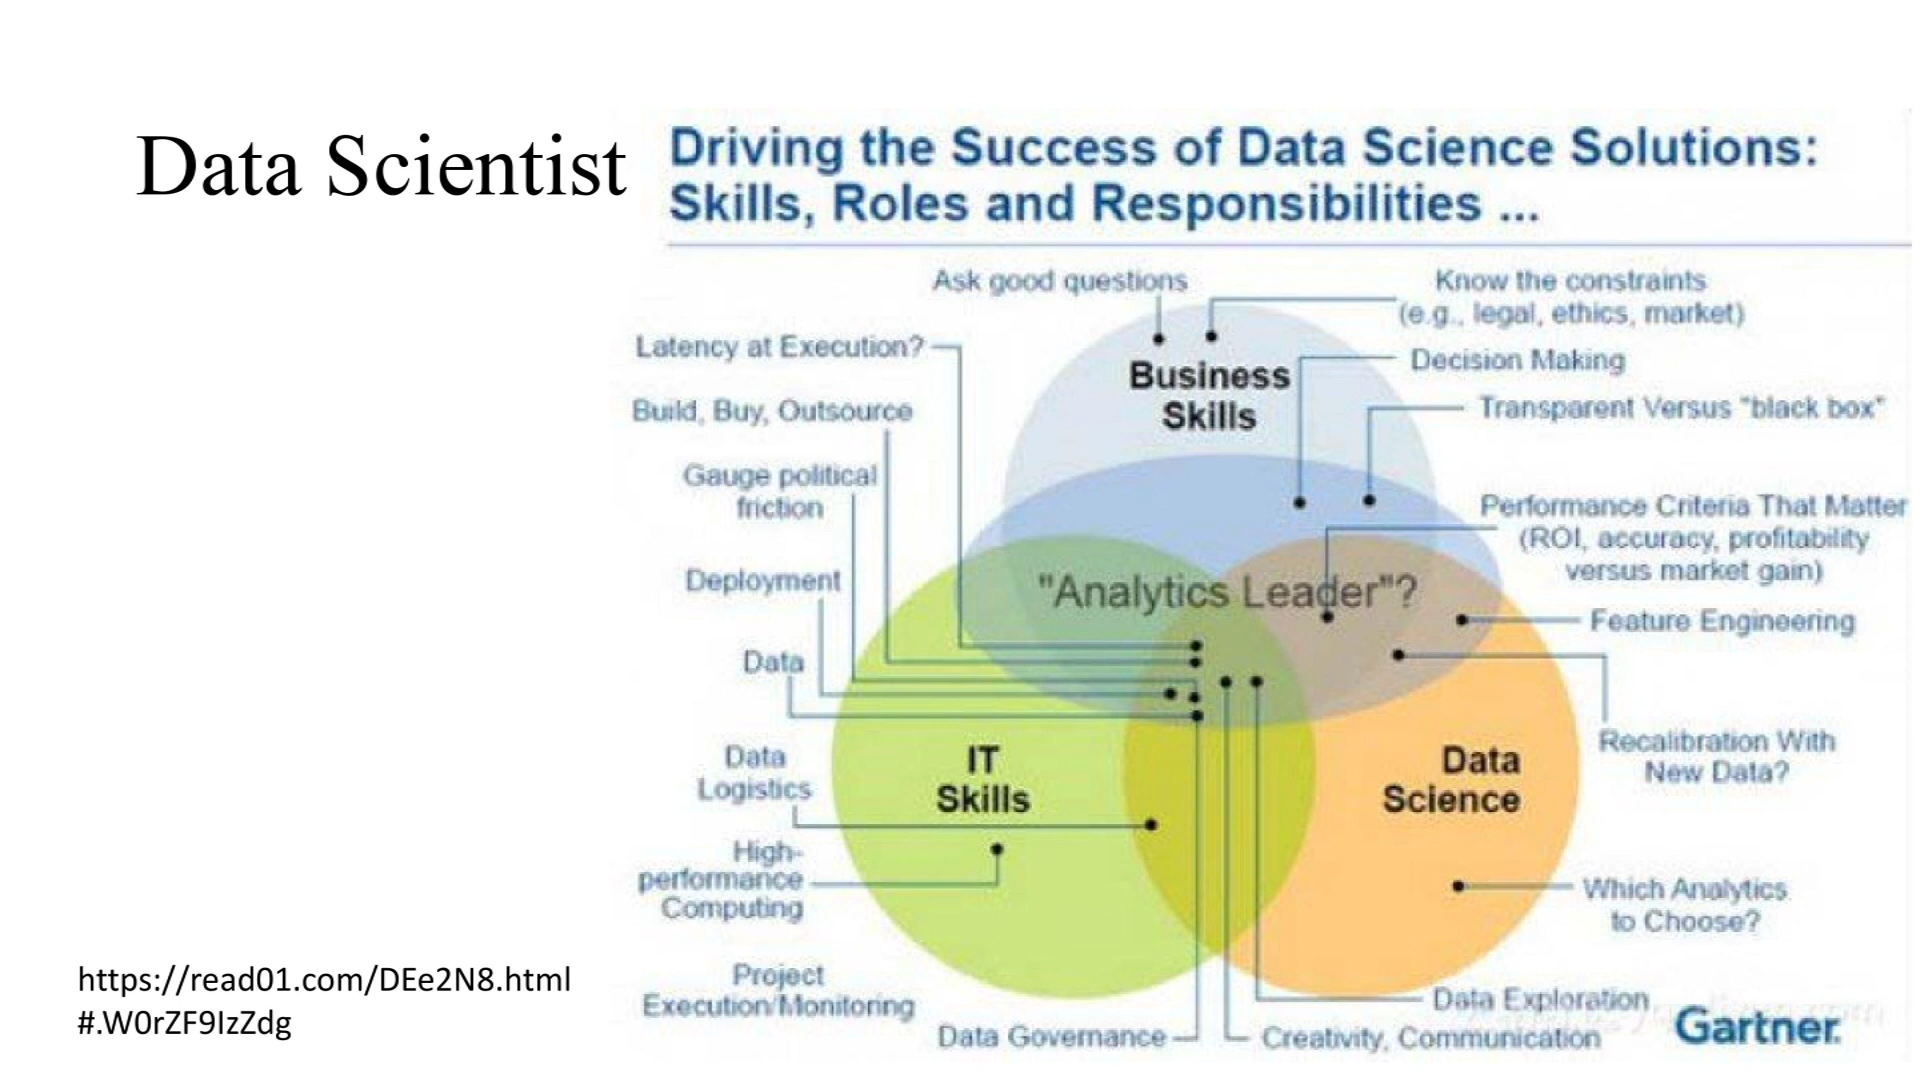 Data Scientist
Driving the Success of Data Science Solutions:
Skills, Roles and Responsibilities ...
Ask good questions
Know the constraints
(e.g., legal, ethics, market)
Latency at Execution?
Decision Making
Business
Skills
Build, Buy, Outsource
Transparent Versus "black box"
Gauge political
friction
Performance Criteria That Matter
(ROI, accuracy, profitability
versus market gain)
Deployment
"Analytics Leader"?
Feature Engineering
Data
Recalibration With
New Data?
Data
Logistics
IT
Skills
Data
Science
High-
performance
Computing
Which Analytics
to Choose?
Project
Execution/Monitoring
Data Exploration
Data Governance
Creativity, Communication
Gartner.
https://read01.com/DEe2N8.html
#.W0rZF9IzZdg